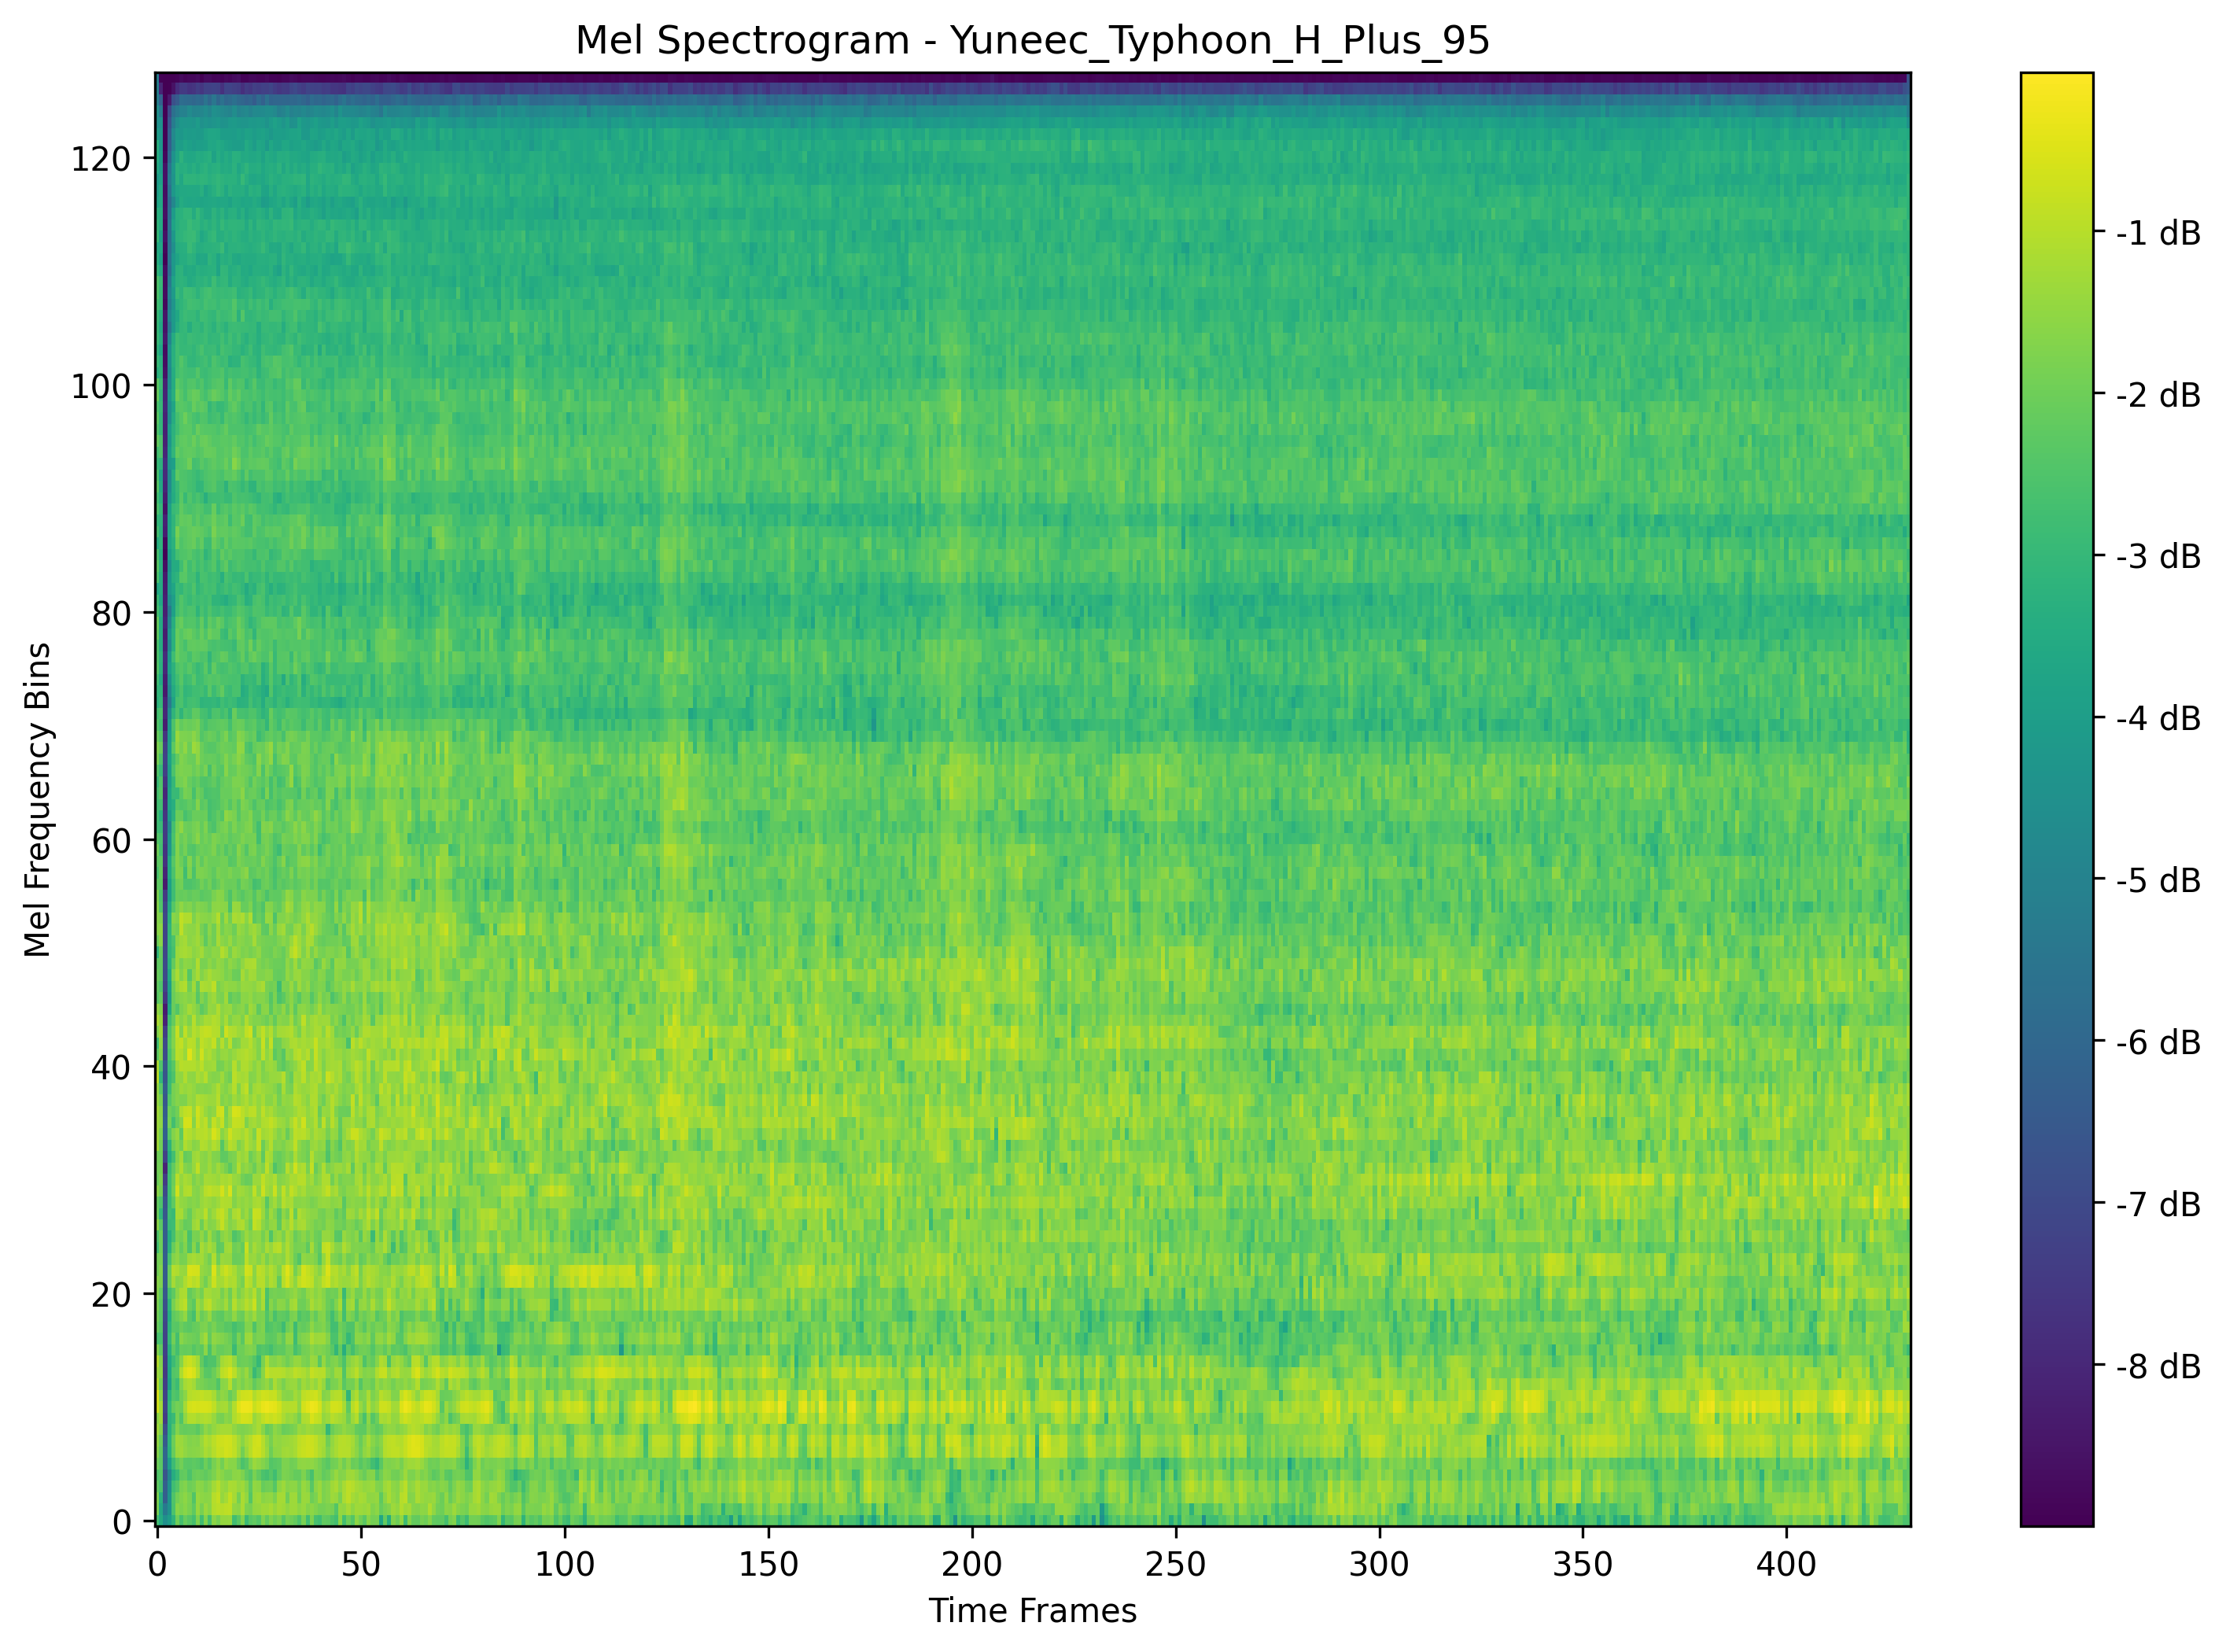 Mel Spectrogram - Yuneec_Typhoon_H_Plus_95
Mel Frequency Bins
120
100
80
60
40
20
0
0 50 100 150 200 250 300 350 400
Time Frames
-1 dB
-2 dB
-3 dB
-4 dB
-5 dB
-6 dB
-7 dB
-8 dB